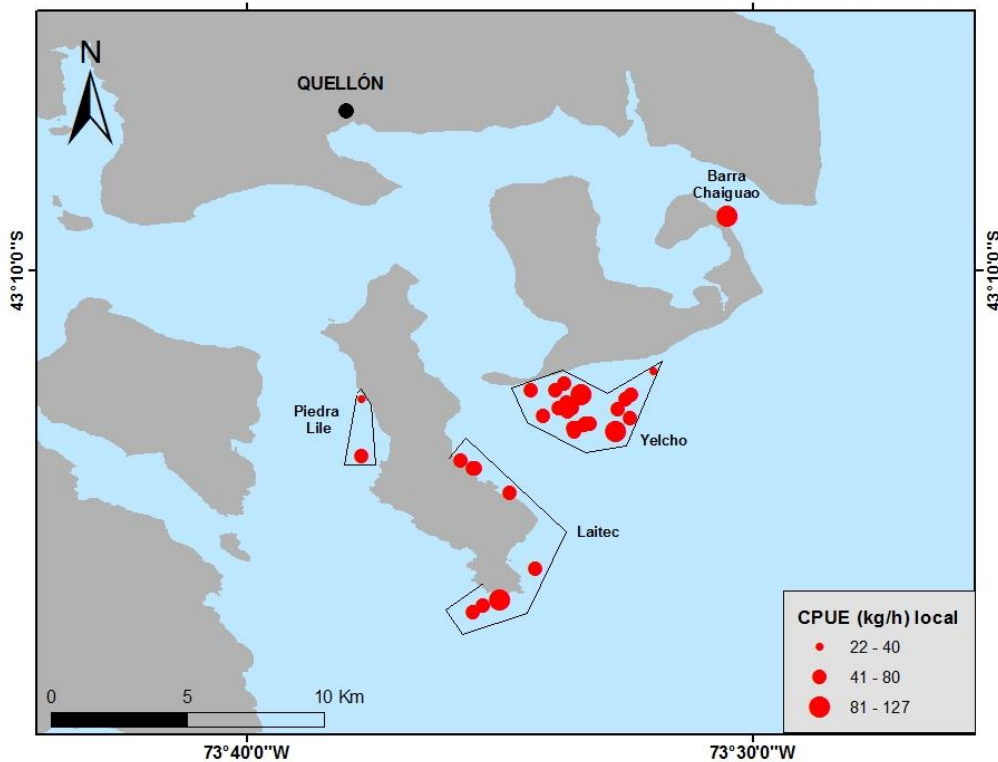 N
QUELLÓN
Barra
Chaiguao
43°10'0"S
43°10'0"S
Piedra
Lile
Yelcho
Laitec
CPUE (kg/h) local
22 - 40
41 - 80
81 - 127
0 5 10 Km
73°40'0"W
73°30'0"W